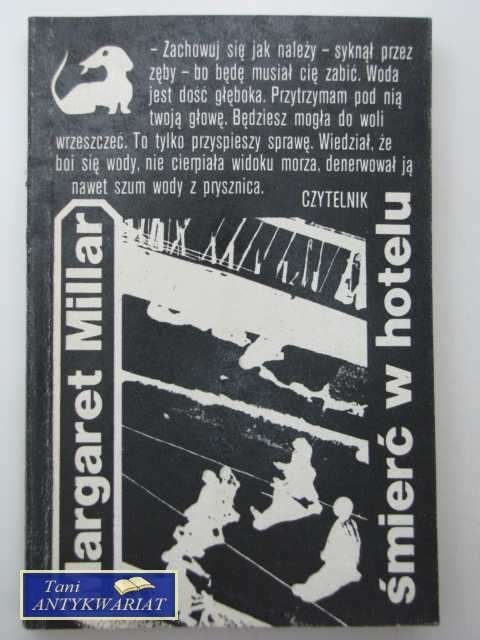 – Zachowuj się jak należy – syknął przez
zęby – bo będę musiał cię zabić. Woda
jest dość głęboka. Przytrzymam pod nią
twoją głowę. Będziesz mogła do woli
wrzeszczeć. To tylko przyspieszy sprawę. Wiedział, że
boi się wody, nie cierpiała widoku morza, denerwował ją
nawet szum wody z prysznica.
CZYTELNIK
Margaret Millar
śmierć w hotelu
Tani
ANTYKWARIAT